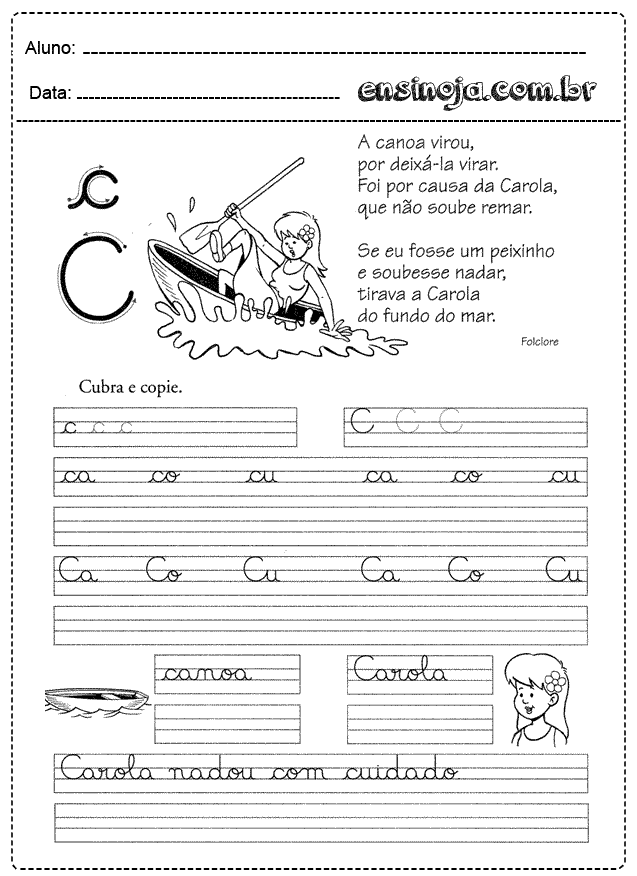 Aluno:
Data:
ensinoja.com.br
c
C
A canoa virou,
por deixá-la virar.
Foi por causa da Carola,
que não soube remar.
Se eu fosse um peixinho
e soubesse nadar,
tirava a Carola
do fundo do mar.
Folclore
Cubra e copie.
c c c
C C C
ca co cu ca co cu
Ca Co Cu Ca Co Cu
canoa
Carola
Carola nadou com cuidado